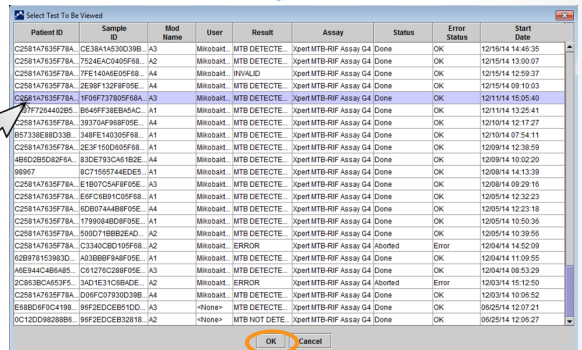 Select Test To Be Viewed
Patient ID Sample ID Mod Name User Result Assay Status Error Status Start Date
C2581A7635F78A... CE38A1A530D39B... A3 Mikobakt... MTB DETECTE... Xpert MTB-RIF Assay G4 Done OK 12/16/14 14:46:35
C2581A7635F78A... 7524EAC0405F68... A2 Mikobakt... MTB DETECTE... Xpert MTB-RIF Assay G4 Done OK 12/15/14 13:00:07
C2581A7635F78A... 7FE140A6E05F68... A4 Mikobakt... INVALID Xpert MTB-RIF Assay G4 Done OK 12/15/14 12:59:37
C2581A7635F78A... 2E98F132F8F05E... A4 Mikobakt... MTB DETECTE... Xpert MTB-RIF Assay G4 Done OK 12/15/14 09:10:03
C2581A7635F78A... 1F06F737805F68A... A3 Mikobakt... MTB DETECTE... Xpert MTB-RIF Assay G4 Done OK 12/11/14 15:05:40
97F7264402B5... B646FF38EBA5AC... A1 Mikobakt... MTB DETECTE... Xpert MTB-RIF Assay G4 Done OK 12/11/14 13:25:41
C2581A7635F78A... 39370AF968F05E... A4 Mikobakt... MTB DETECTE... Xpert MTB-RIF Assay G4 Done OK 12/10/14 12:17:27
B57338E88D33B... 348FE140305F68... A1 Mikobakt... MTB DETECTE... Xpert MTB-RIF Assay G4 Done OK 12/10/14 07:54:11
C2581A7635F78A... 2E3F150D605F68... A1 Mikobakt... MTB DETECTE... Xpert MTB-RIF Assay G4 Done OK 12/09/14 12:38:59
4B6D2B5D82F6A... 83DE793CA61B2E... A4 Mikobakt... MTB DETECTE... Xpert MTB-RIF Assay G4 Done OK 12/09/14 10:02:20
98967 8C71565744EDE5... A1 Mikobakt... MTB DETECTE... Xpert MTB-RIF Assay G4 Done OK 12/08/14 14:13:39
C2581A7635F78A... E1B07C5AF8F05E... A3 Mikobakt... MTB DETECTE... Xpert MTB-RIF Assay G4 Done OK 12/08/14 09:29:16
C2581A7635F78A... E6FC6B91C05F68... A1 Mikobakt... MTB DETECTE... Xpert MTB-RIF Assay G4 Done OK 12/05/14 12:32:23
C2581A7635F78A... 6DB074A4B8F05E... A4 Mikobakt... MTB DETECTE... Xpert MTB-RIF Assay G4 Done OK 12/05/14 12:23:18
C2581A7635F78A... 1799084BD8F05E... A1 Mikobakt... MTB DETECTE... Xpert MTB-RIF Assay G4 Done OK 12/05/14 10:50:36
C2581A7635F78A... 500D71BBB2EAD... A2 Mikobakt... MTB DETECTE... Xpert MTB-RIF Assay G4 Done OK 12/05/14 10:39:56
C2581A7635F78A... C3340CBD105F68... A2 Mikobakt... ERROR Xpert MTB-RIF Assay G4 Aborted Error 12/04/14 14:52:09
62B978153983D... A03BBBF9A8F05E... A1 Mikobakt... MTB DETECTE... Xpert MTB-RIF Assay G4 Done OK 12/04/14 11:09:55
A6E944C4B6A85... C61276C288F05E... A3 Mikobakt... MTB DETECTE... Xpert MTB-RIF Assay G4 Done OK 12/04/14 08:53:29
2C863BCA653F5... 3AD1E31C6BADE... A2 Mikobakt... ERROR Xpert MTB-RIF Assay G4 Aborted Error 12/03/14 15:12:50
C2581A7635F78A... D06FC07930D39B... A4 Mikobakt... MTB DETECTE... Xpert MTB-RIF Assay G4 Done OK 12/03/14 10:06:52
E68BD6F0C4198... 96F2EDCEB51DD... A3 <None> MTB DETECTE... Xpert MTB-RIF Assay G4 Done OK 06/25/14 12:07:21
0C12DD98288B6... 96F2EDCEB32818... A2 <None> MTB NOT DETE... Xpert MTB-RIF Assay G4 Done OK 06/25/14 12:06:27
OK Cancel